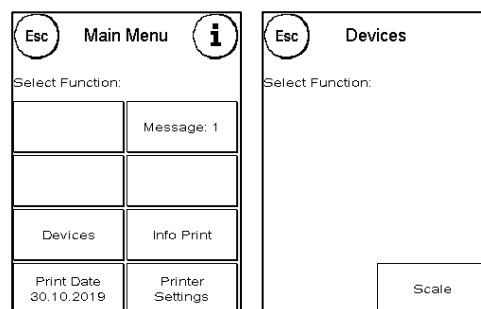 Esc Main Menu i
Select Function:
Message: 1
Devices Info Print
Print Date
30.10.2019
Printer
Settings
Esc Devices
Select Function:
Scale